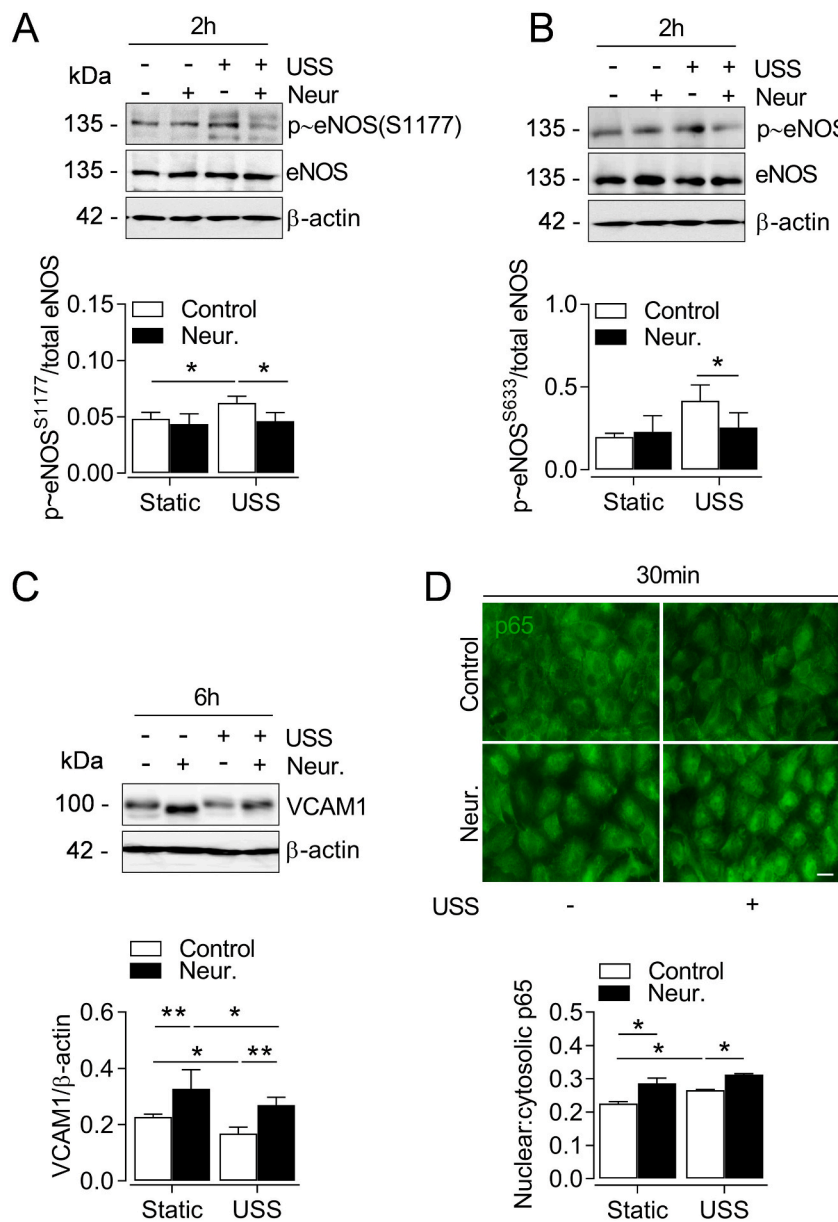 A
2h
- - + + USS
kDa
- + - + Neur
135 - p~eNOS(S1177)
135 - eNOS
42 - β-actin
p~eNOS^S1177/total eNOS
0.15
0.10
0.05
0.00
Control
Neur.
* *
Static USS
B
2h
- - + + USS
- + - + Neur
135 - p~eNOS
135 - eNOS
42 - β-actin
p~eNOS^S633/total eNOS
1.0
0.5
0.0
Control
Neur.
*
Static USS
C
6h
- - + + USS
kDa
- + - + Neur.
100 - VCAM1
42 - β-actin
VCAM1/β-actin
0.6
0.4
0.2
0.0
Control
Neur.
** *
* **
Static USS
D
30min
p65
Control
Neur.
USS - +
Nuclear:cytosolic p65
0.5
0.4
0.3
0.2
0.1
0.0
Control
Neur.
*
* *
Static USS